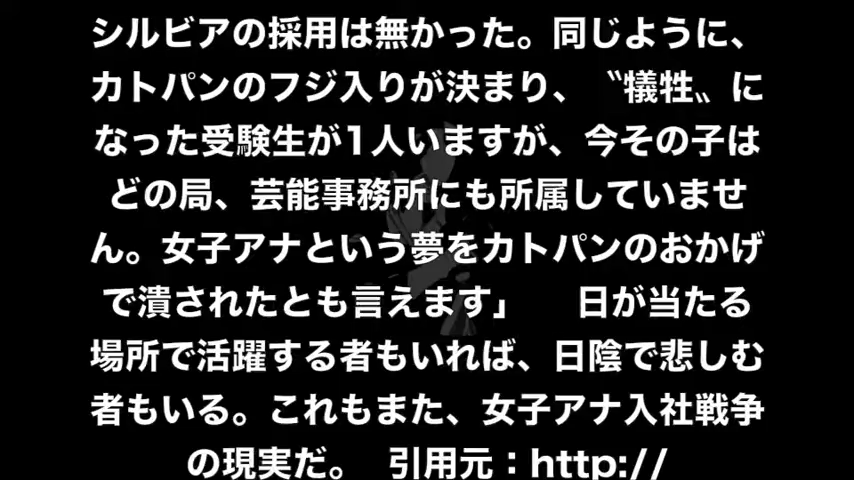 シルビアの採用は無かった。同じように、
カトパンのフジ入りが決まり、〝犠牲〟に
なった受験生が1人いますが、今その子は
どの局、芸能事務所にも所属していませ
ん。女子アナという夢をカトパンのおかげ
で潰されたとも言えます」　　日が当たる
場所で活躍する者もいれば、日陰で悲しむ
者もいる。これもまた、女子アナ入社戦争
の現実だ。　引用元：http://